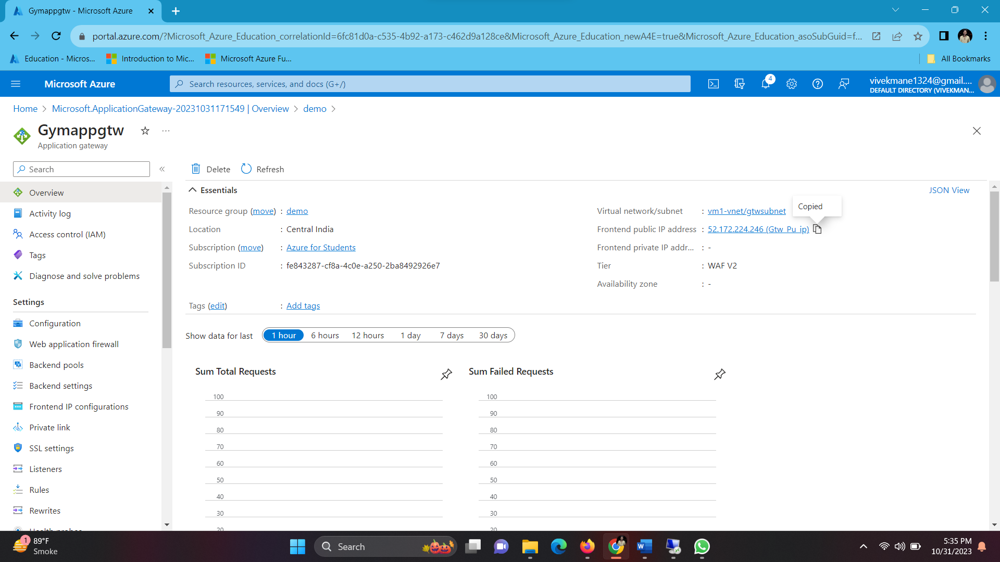 Gymappgtw - Microsoft Azure
portal.azure.com/?Microsoft_Azure_Education_correlationId=6fc81d0a-c535-4b92-a173-c462d9a128ce&Microsoft_Azure_Education_newA4E=true&Microsoft_Azure_Education_asoSubGuid=f...
Education - Micros...
Introduction to Mic...
Microsoft Azure Fu...
All Bookmarks
Microsoft Azure
Search resources, services, and docs (G+/)
4
vivekmane1324@gmail....
DEFAULT DIRECTORY (VIVEKMAN...
Home > Microsoft.ApplicationGateway-20231031171549 | Overview > demo >
Gymappgtw
...
Application gateway
Search
«
Delete
Refresh
Overview
Activity log
Access control (IAM)
Tags
Diagnose and solve problems
Settings
Configuration
Web application firewall
Backend pools
Backend settings
Frontend IP configurations
Private link
SSL settings
Listeners
Rules
Rewrites
Health probes
Essentials
JSON View
Resource group (move) : demo
Location : Central India
Subscription (move) : Azure for Students
Subscription ID : fe843287-cf8a-4c0e-a250-2ba8492926e7
Tags (edit) : Add tags
Copied
Virtual network/subnet : vm1-vnet/gtwsubnet
Frontend public IP address : 52.172.224.246 (Gtw_Pu_ip)
Frontend private IP addr... : -
Tier : WAF V2
Availability zone : -
Show data for last
1 hour
6 hours
12 hours
1 day
7 days
30 days
Sum Total Requests
100
90
80
70
60
50
40
30
20
Sum Failed Requests
100
90
80
70
60
50
40
30
20
1
89°F
Smoke
Search
5:35 PM
10/31/2023